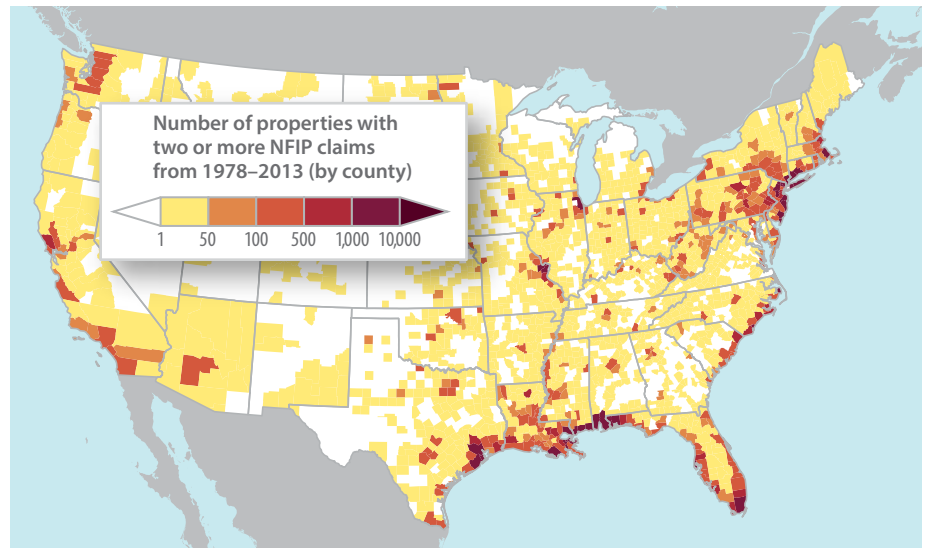 Number of properties with
two or more NFIP claims
from 1978–2013 (by county)
1 50 100 500 1,000 10,000